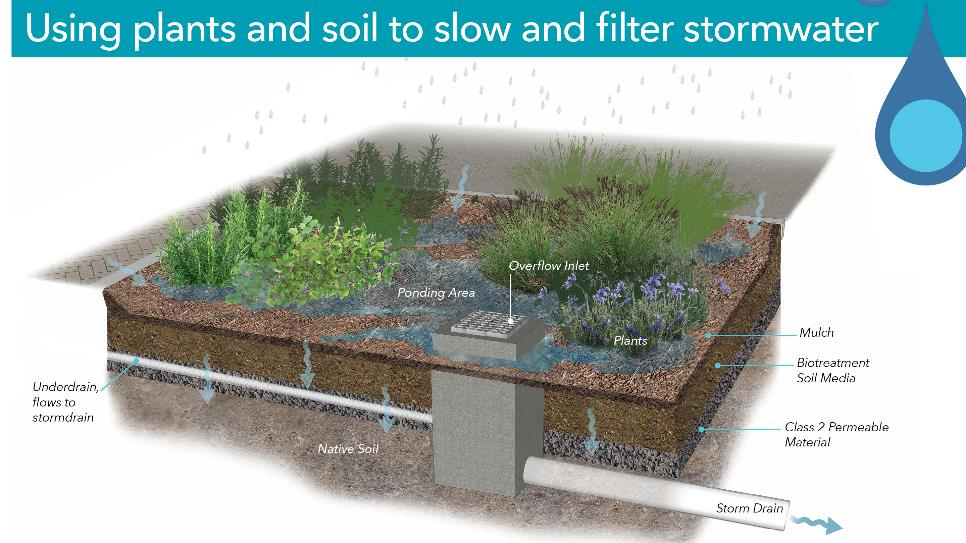 Using plants and soil to slow and filter stormwater
Overflow Inlet
Ponding Area
Plants
Mulch
Biotreatment
Soil Media
Underdrain,
flows to
stormdrain
Class 2 Permeable
Material
Native Soil
Storm Drain